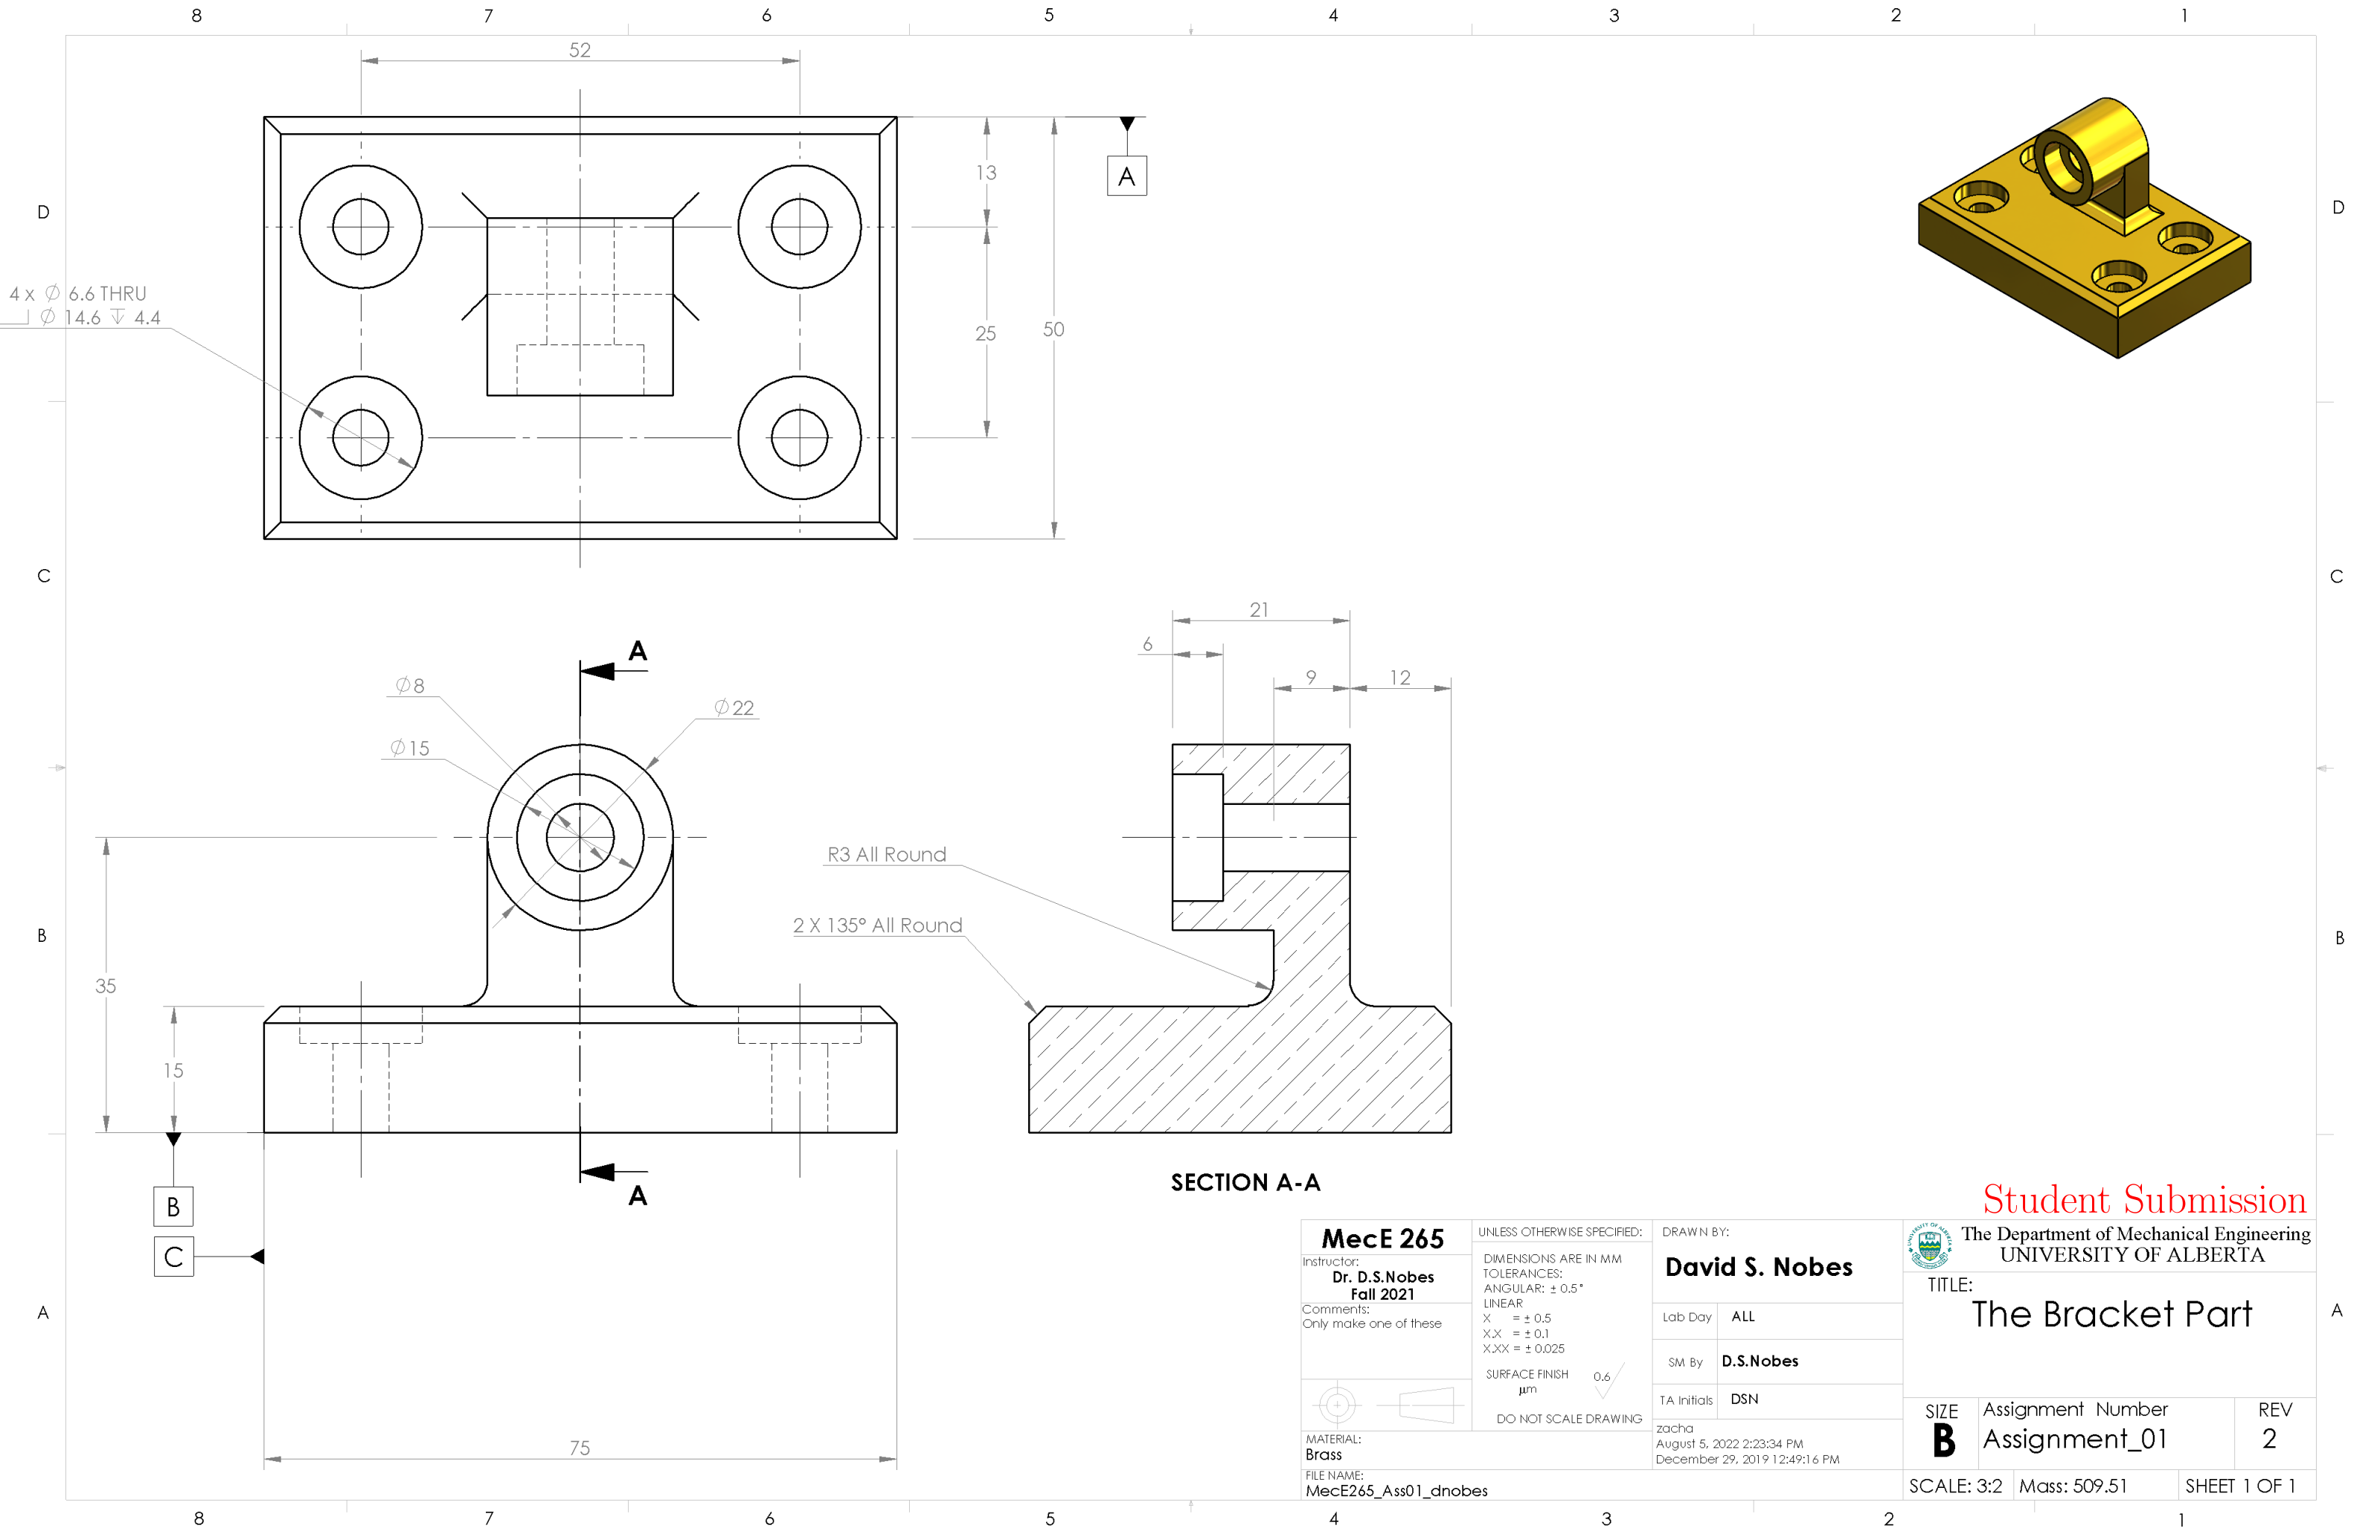 8 7 6 5 4 3 2 1
52
A
13
D D
4 x ∅ 6.6 THRU
⌴ ∅ 14.6 ↧ 4.4
25 50
C C
21
6
9 12
A
∅8
∅22
∅15
R3 All Round
2 X 135° All Round
B B
35
15
A
SECTION A-A
B
C
A A
75
Student Submission
MecE 265
Instructor:
Dr. D.S.Nobes
Fall 2021
Comments:
Only make one of these
MATERIAL:
Brass
FILE NAME:
MecE265_Ass01_dnobes
UNLESS OTHERWISE SPECIFIED:
DIMENSIONS ARE IN MM
TOLERANCES:
ANGULAR: ± 0.5°
LINEAR
X = ± 0.5
X.X = ± 0.1
X.XX = ± 0.025
SURFACE FINISH 0.6
µm
DO NOT SCALE DRAWING
DRAWN BY:
David S. Nobes
Lab Day ALL
SM By D.S.Nobes
TA Initials DSN
zacha
August 5, 2022 2:23:34 PM
December 29, 2019 12:49:16 PM
UNIVERSITY OF ALBERTA
The Department of Mechanical Engineering
UNIVERSITY OF ALBERTA
TITLE:
The Bracket Part
SIZE
B
Assignment Number
Assignment_01
REV
2
SCALE: 3:2 Mass: 509.51 SHEET 1 OF 1
8 7 6 5 4 3 2 1